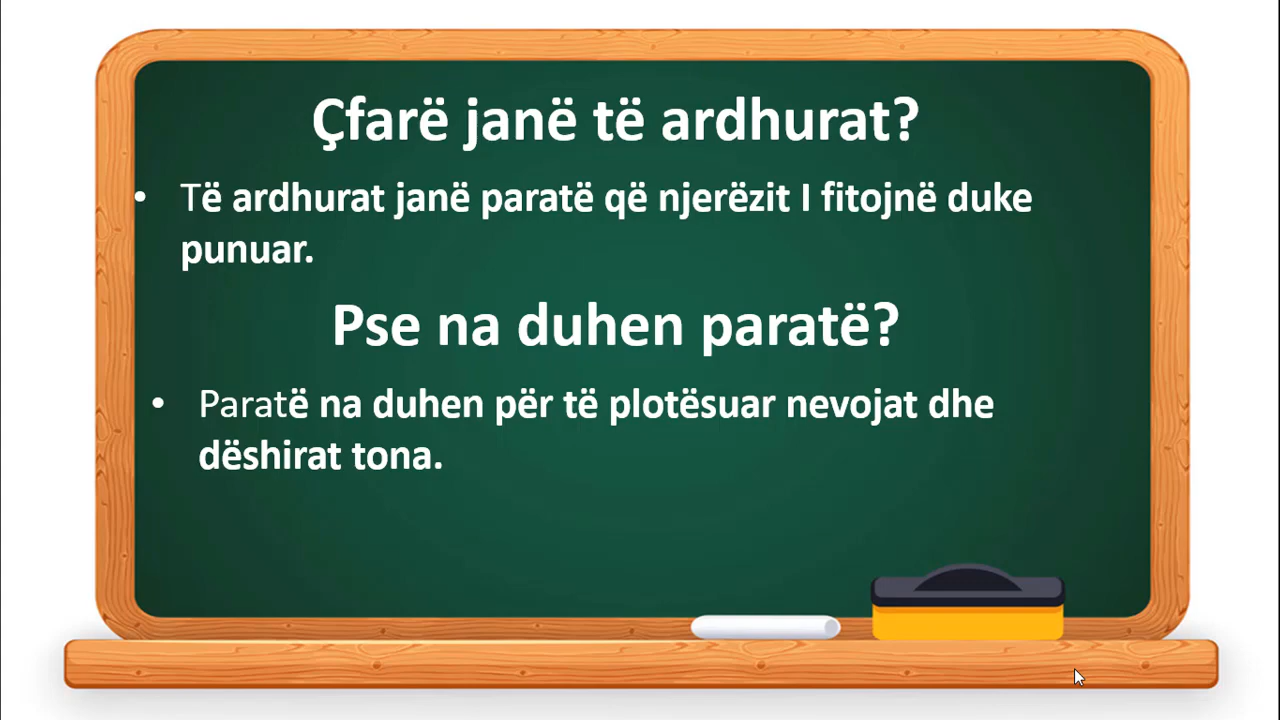 Çfarë janë të ardhurat?
• Të ardhurat janë paratë që njerëzit I fitojnë duke
punuar.
Pse na duhen paratë?
• Paratë na duhen për të plotësuar nevojat dhe
dëshirat tona.